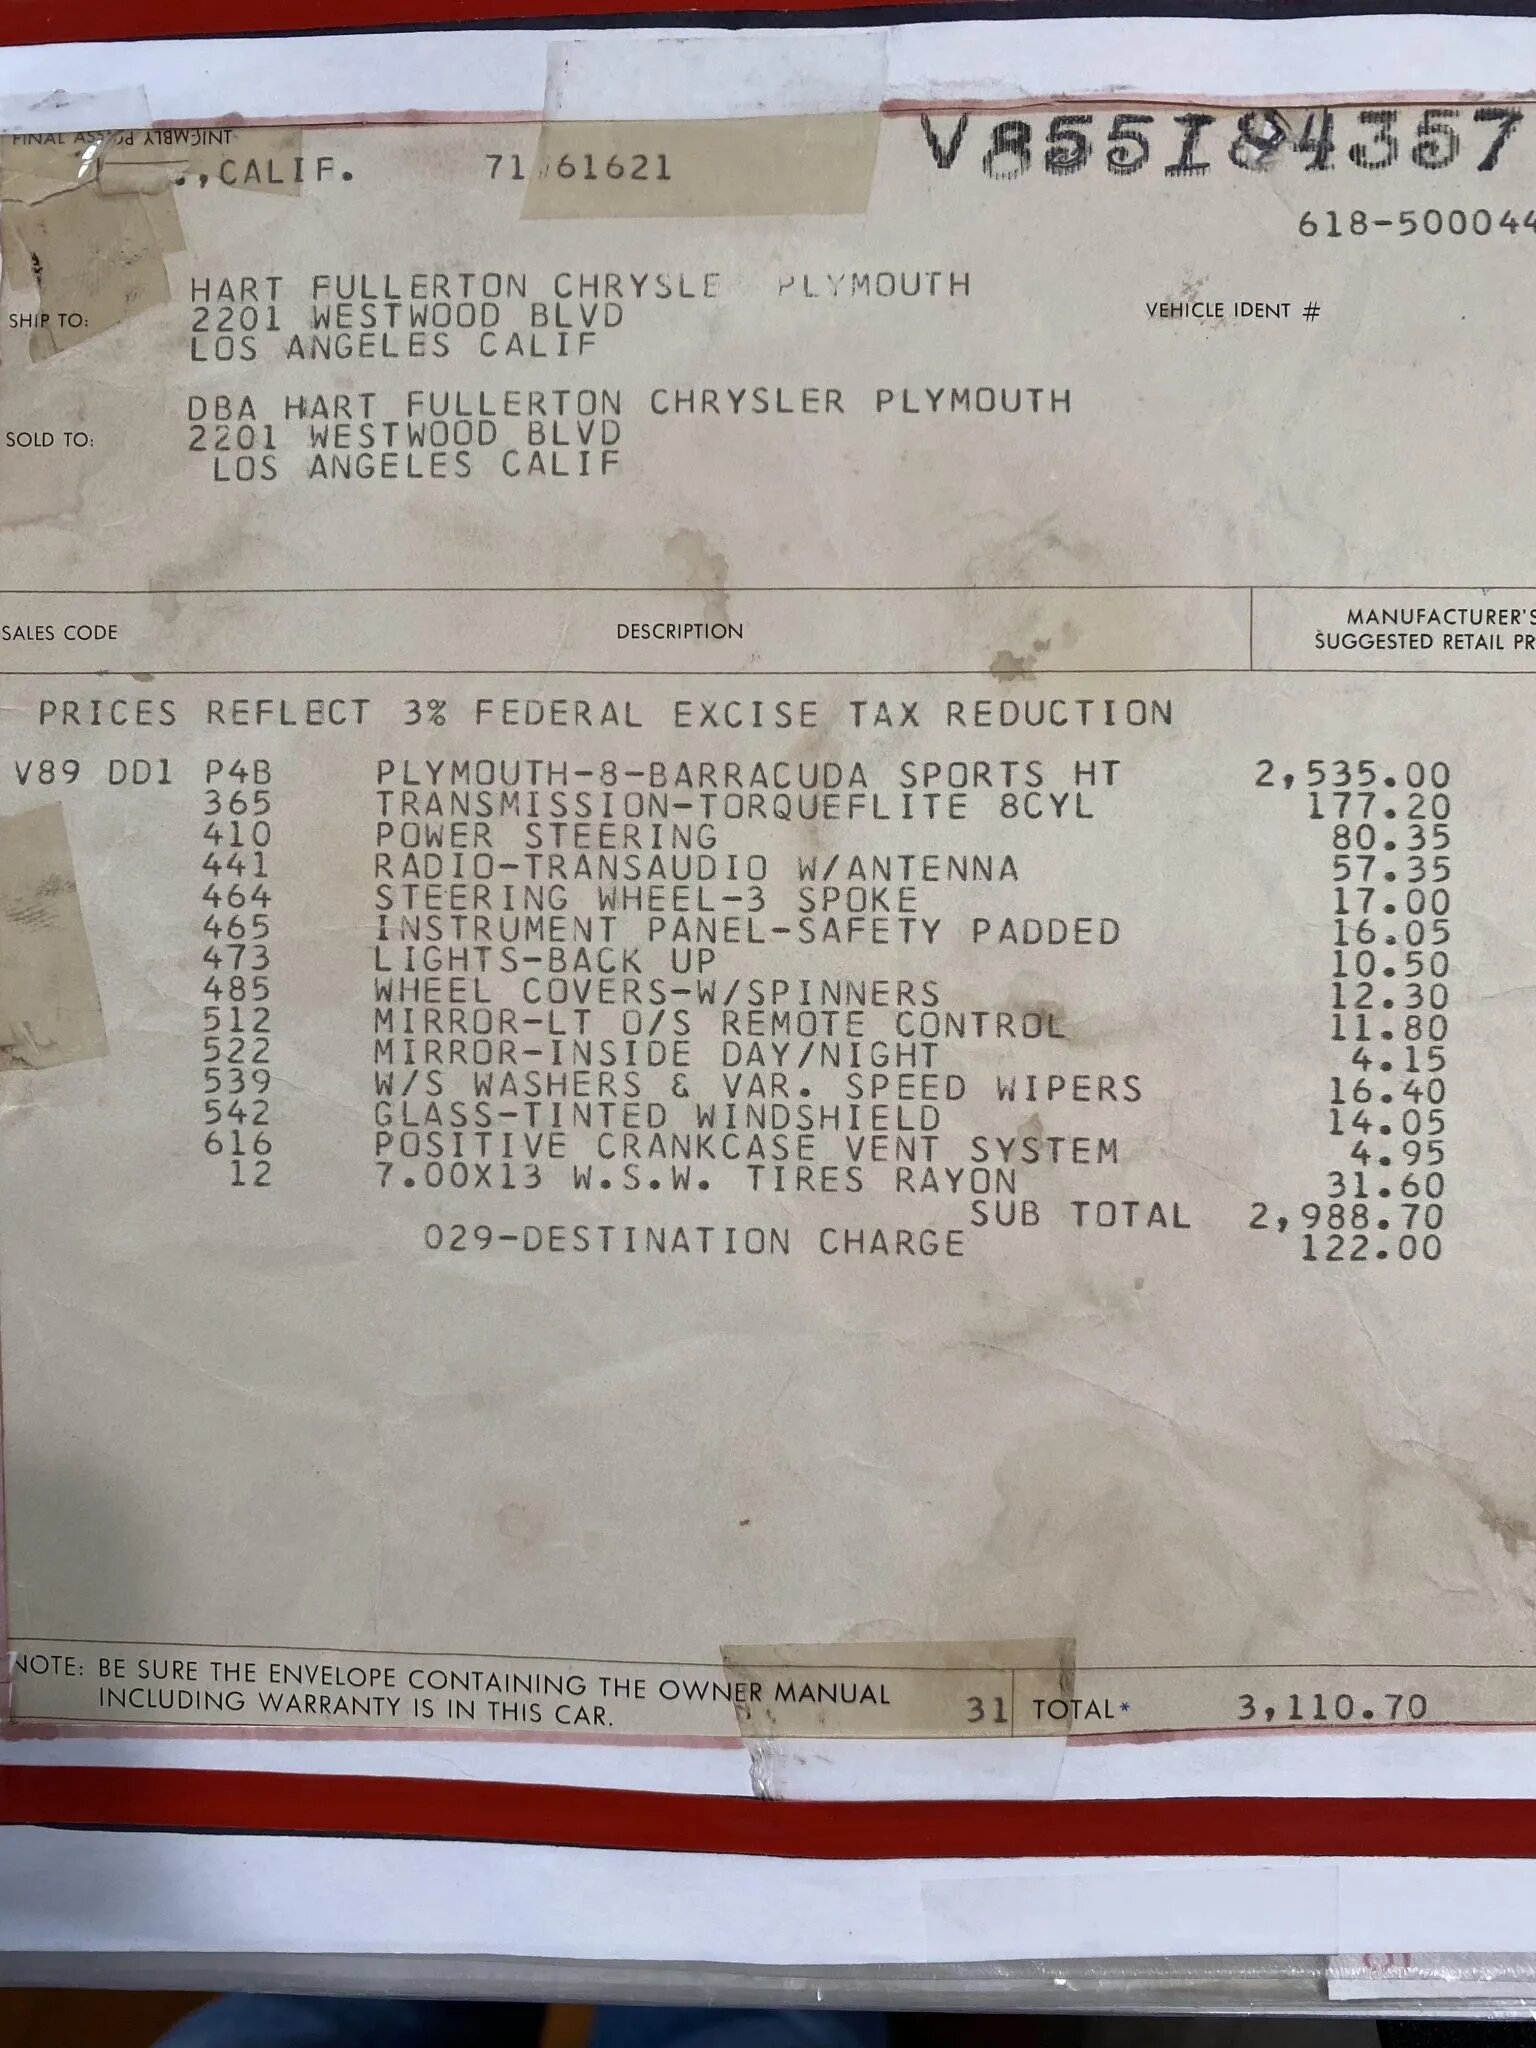 FINAL ASSEMBLY POINT
., CALIF. 71 61621
V855184357
618-500044
SHIP TO:
HART FULLERTON CHRYSLE PLYMOUTH
2201 WESTWOOD BLVD
LOS ANGELES CALIF
VEHICLE IDENT #
SOLD TO:
DBA HART FULLERTON CHRYSLER PLYMOUTH
2201 WESTWOOD BLVD
LOS ANGELES CALIF
SALES CODE DESCRIPTION MANUFACTURER'S
SUGGESTED RETAIL PR
PRICES REFLECT 3% FEDERAL EXCISE TAX REDUCTION
V89 DD1 P4B PLYMOUTH-8-BARRACUDA SPORTS HT 2,535.00
365 TRANSMISSION-TORQUEFLITE 8CYL 177.20
410 POWER STEERING 80.35
441 RADIO-TRANSAUDIO W/ANTENNA 57.35
464 STEERING WHEEL-3 SPOKE 17.00
465 INSTRUMENT PANEL-SAFETY PADDED 16.05
473 LIGHTS-BACK UP 10.50
485 WHEEL COVERS-W/SPINNERS 12.30
512 MIRROR-LT O/S REMOTE CONTROL 11.80
522 MIRROR-INSIDE DAY/NIGHT 4.15
539 W/S WASHERS & VAR. SPEED WIPERS 16.40
542 GLASS-TINTED WINDSHIELD 14.05
616 POSITIVE CRANKCASE VENT SYSTEM 4.95
12 7.00X13 W.S.W. TIRES RAYON 31.60
SUB TOTAL 2,988.70
029-DESTINATION CHARGE 122.00
NOTE: BE SURE THE ENVELOPE CONTAINING THE OWNER MANUAL
INCLUDING WARRANTY IS IN THIS CAR.
31 TOTAL* 3,110.70